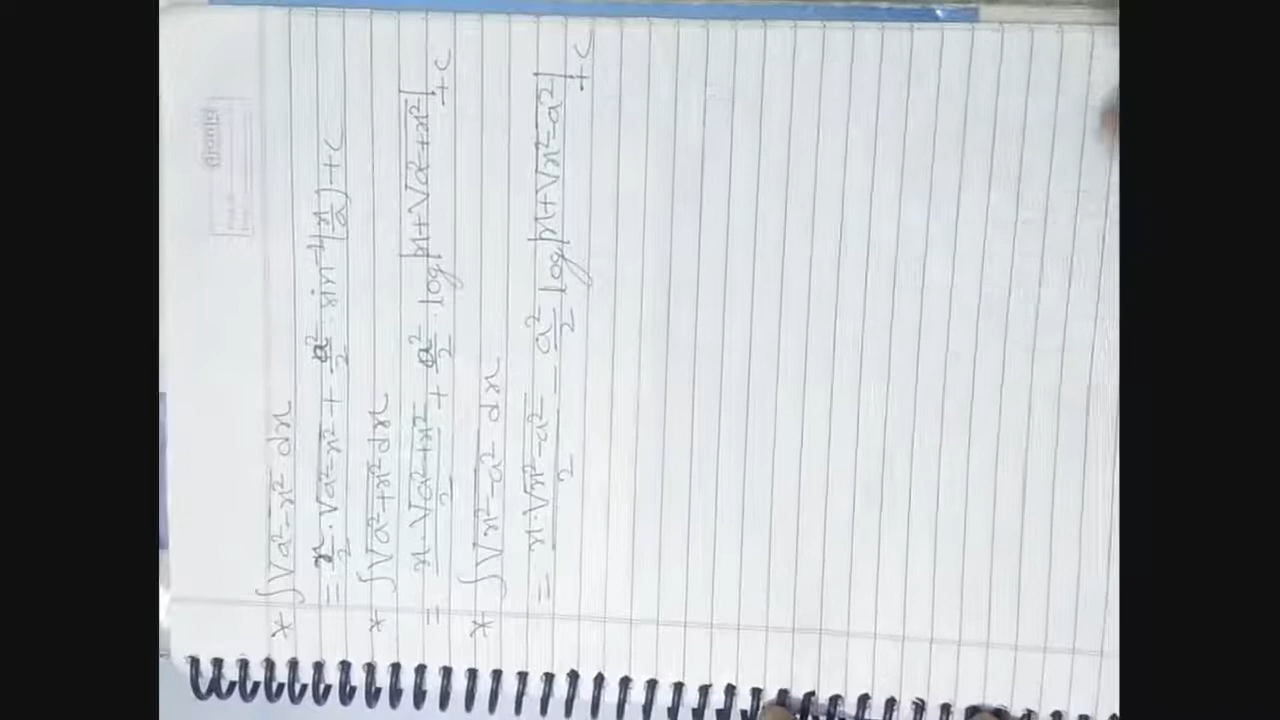 * ∫√a²-x² dx
= x/2 · √a²-x² + a²/2 · sin⁻¹(x/a) + c
* ∫√a²+x² dx
= x·√a²+x²/2 + a²/2 · log|x+√a²+x²| + c
* ∫√x²-a² dx
= x·√x²-a²/2 - a²/2 log|x+√x²-a²| + c